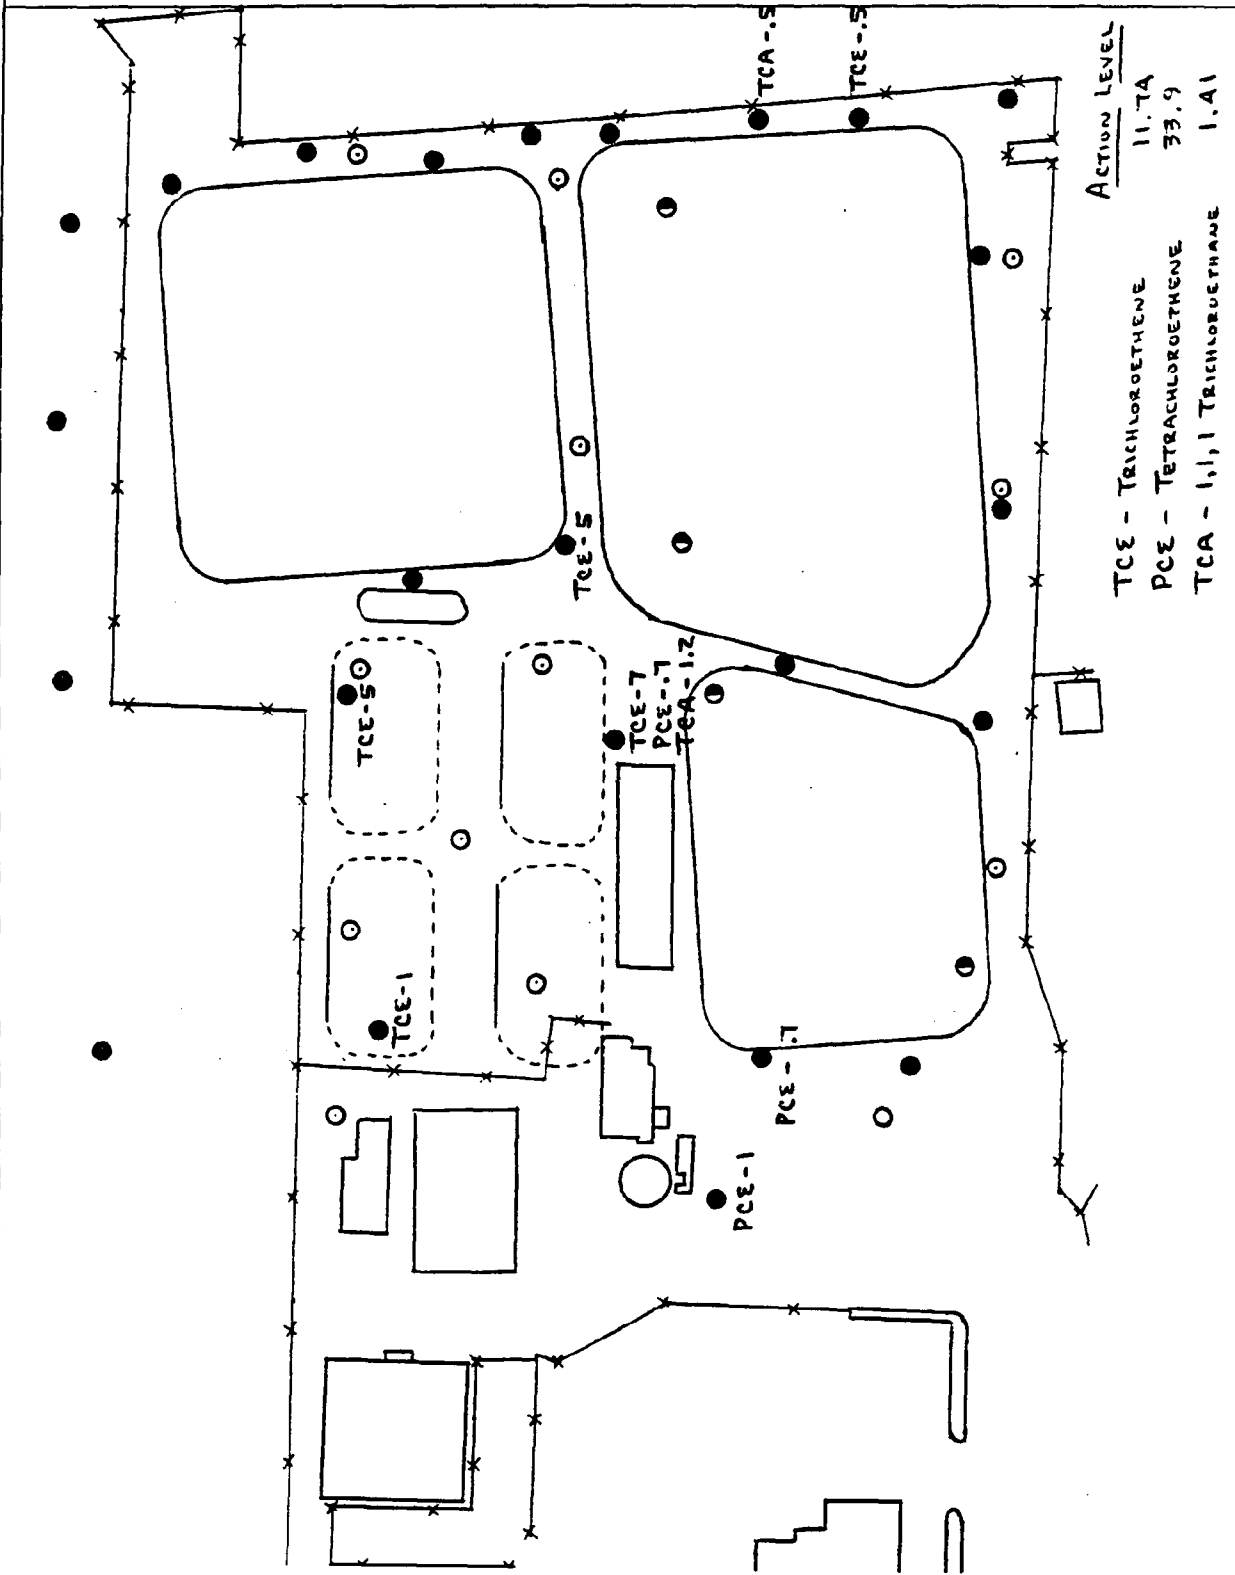 TCA-.5
TCE-.5
TCE-5
TCE-5
TCE-7
PCE-.7
TCA-1.2
TCE-1
PCE-.7
PCE-1
ACTION LEVEL
TCE - TRICHLOROETHENE 11.74
PCE - TETRACHLOROETHENE 33.9
TCA - 1,1,1 TRICHLOROETHANE 1.41